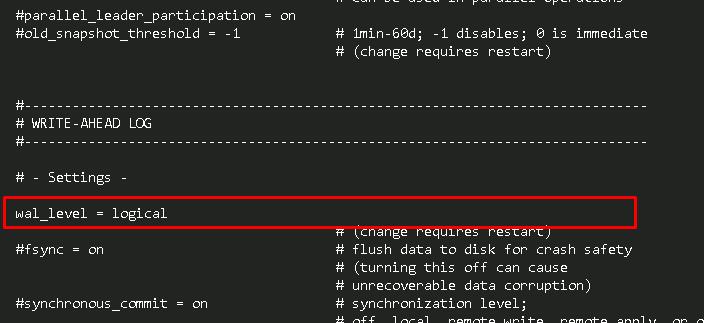 # can be used in parallel operations
#parallel_leader_participation = on
#old_snapshot_threshold = -1 # 1min-60d; -1 disables; 0 is immediate
# (change requires restart)
#------------------------------------------------------------------------------
# WRITE-AHEAD LOG
#------------------------------------------------------------------------------
# - Settings -
wal_level = logical
# (change requires restart)
#fsync = on # flush data to disk for crash safety
# (turning this off can cause
# unrecoverable data corruption)
#synchronous_commit = on # synchronization level;
# off, local, remote_write, remote_apply, or o